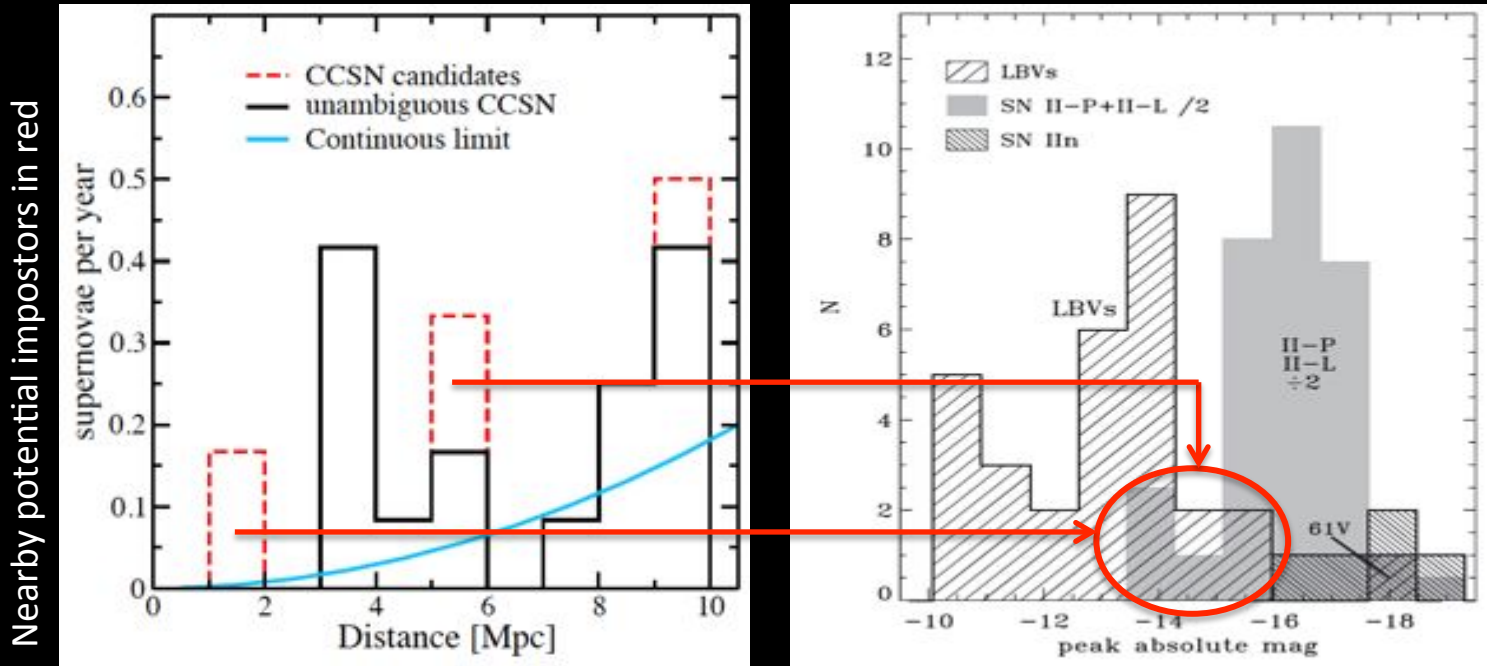 Nearby potential impostors in red
CCSN candidates
unambiguous CCSN
Continuous limit
supernovae per year
0.6
0.5
0.4
0.3
0.2
0.1
0
0 2 4 6 8 10
Distance [Mpc]
LBVs
SN II-P+II-L /2
SN IIn
N
12
10
8
6
4
2
0
LBVs
II-P
II-L
÷2
61V
-10 -12 -14 -16 -18
peak absolute mag